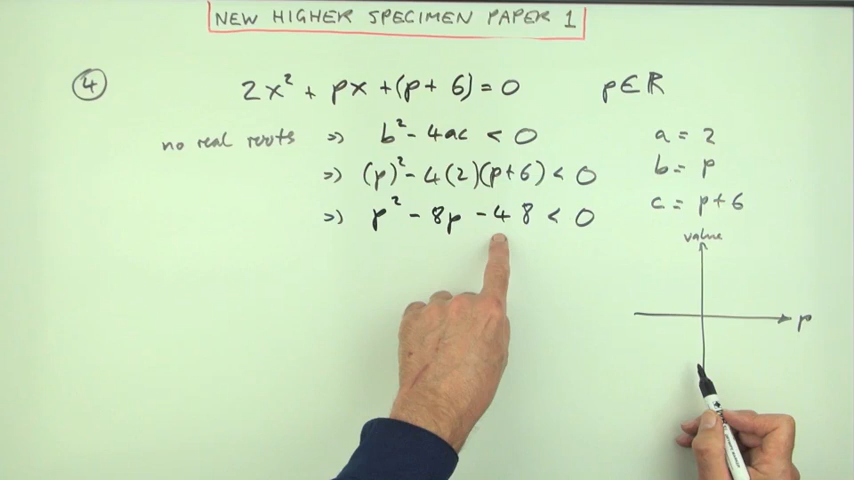 NEW HIGHER SPECIMEN PAPER 1
④ 2x² + px + (p + 6) = 0 p∈ℝ
no real roots ⇒ b² - 4ac < 0
⇒ (p)² - 4(2)(p+6) < 0
⇒ p² - 8p - 48 < 0
a = 2
b = p
c = p + 6
value
p